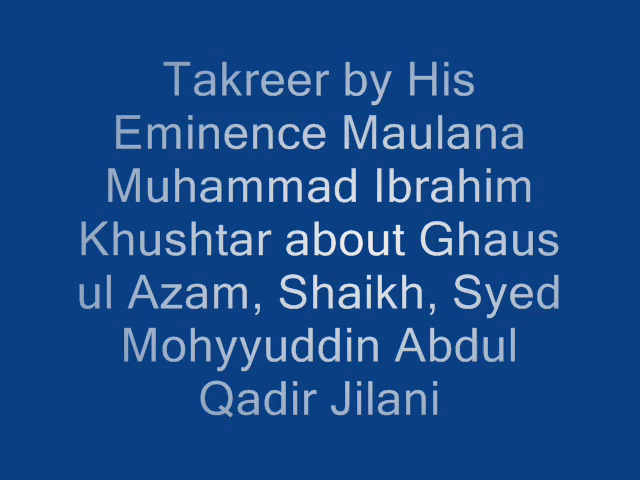 Takreer by His
Eminence Maulana
Muhammad Ibrahim
Khushtar about Ghaus
ul Azam, Shaikh, Syed
Mohyyuddin Abdul
Qadir Jilani